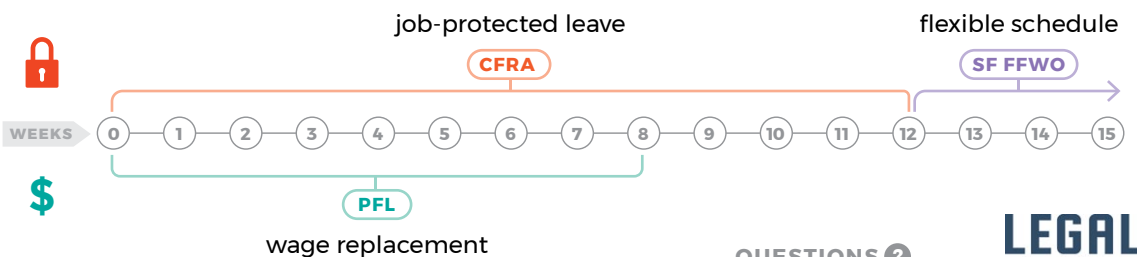 job-protected leave
flexible schedule
CFRA
SF FFWO
WEEKS 0 1 2 3 4 5 6 7 8 9 10 11 12 13 14 15
$
PFL
wage replacement
QUESTIONS ?
LEGAL